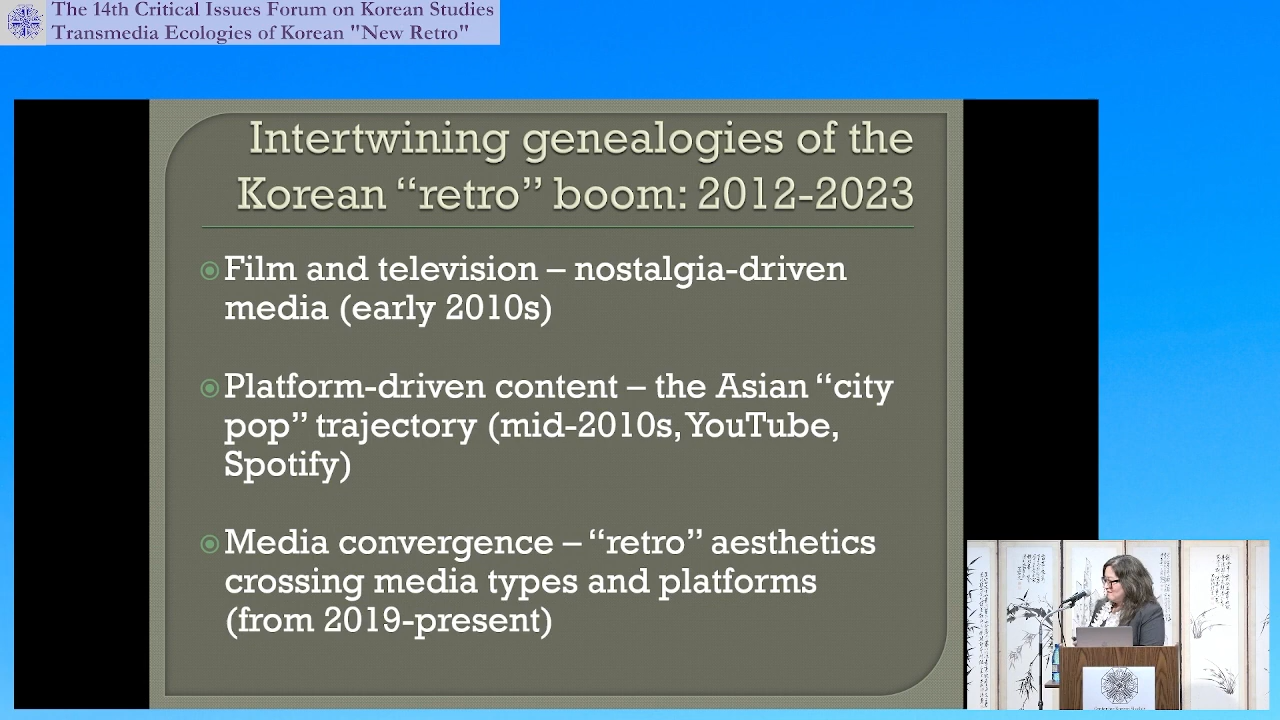 The 14th Critical Issues Forum on Korean Studies
Transmedia Ecologies of Korean "New Retro"
Intertwining genealogies of the
Korean “retro” boom: 2012-2023
Film and television – nostalgia-driven
media (early 2010s)
Platform-driven content – the Asian “city
pop” trajectory (mid-2010s, YouTube,
Spotify)
Media convergence – “retro” aesthetics
crossing media types and platforms
(from 2019-present)